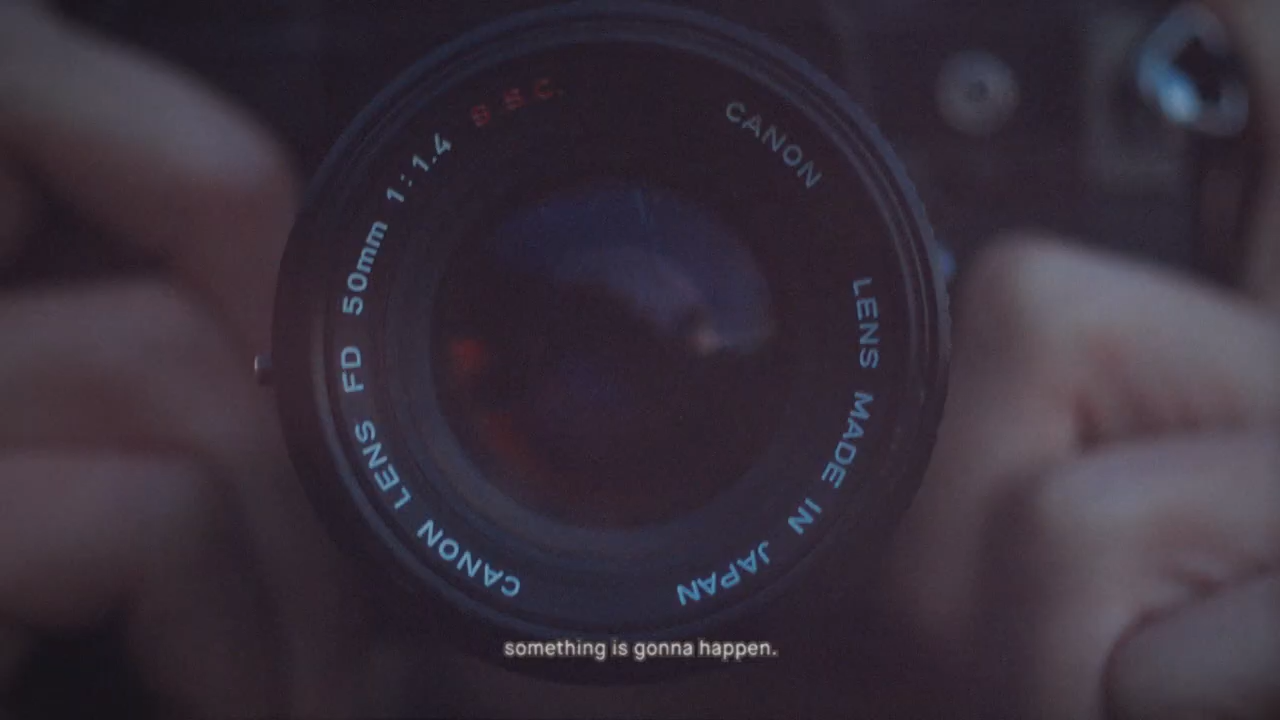 CANON LENS FD 50mm 1:1.4 S.S.C.
CANON
LENS MADE IN JAPAN
something is gonna happen.